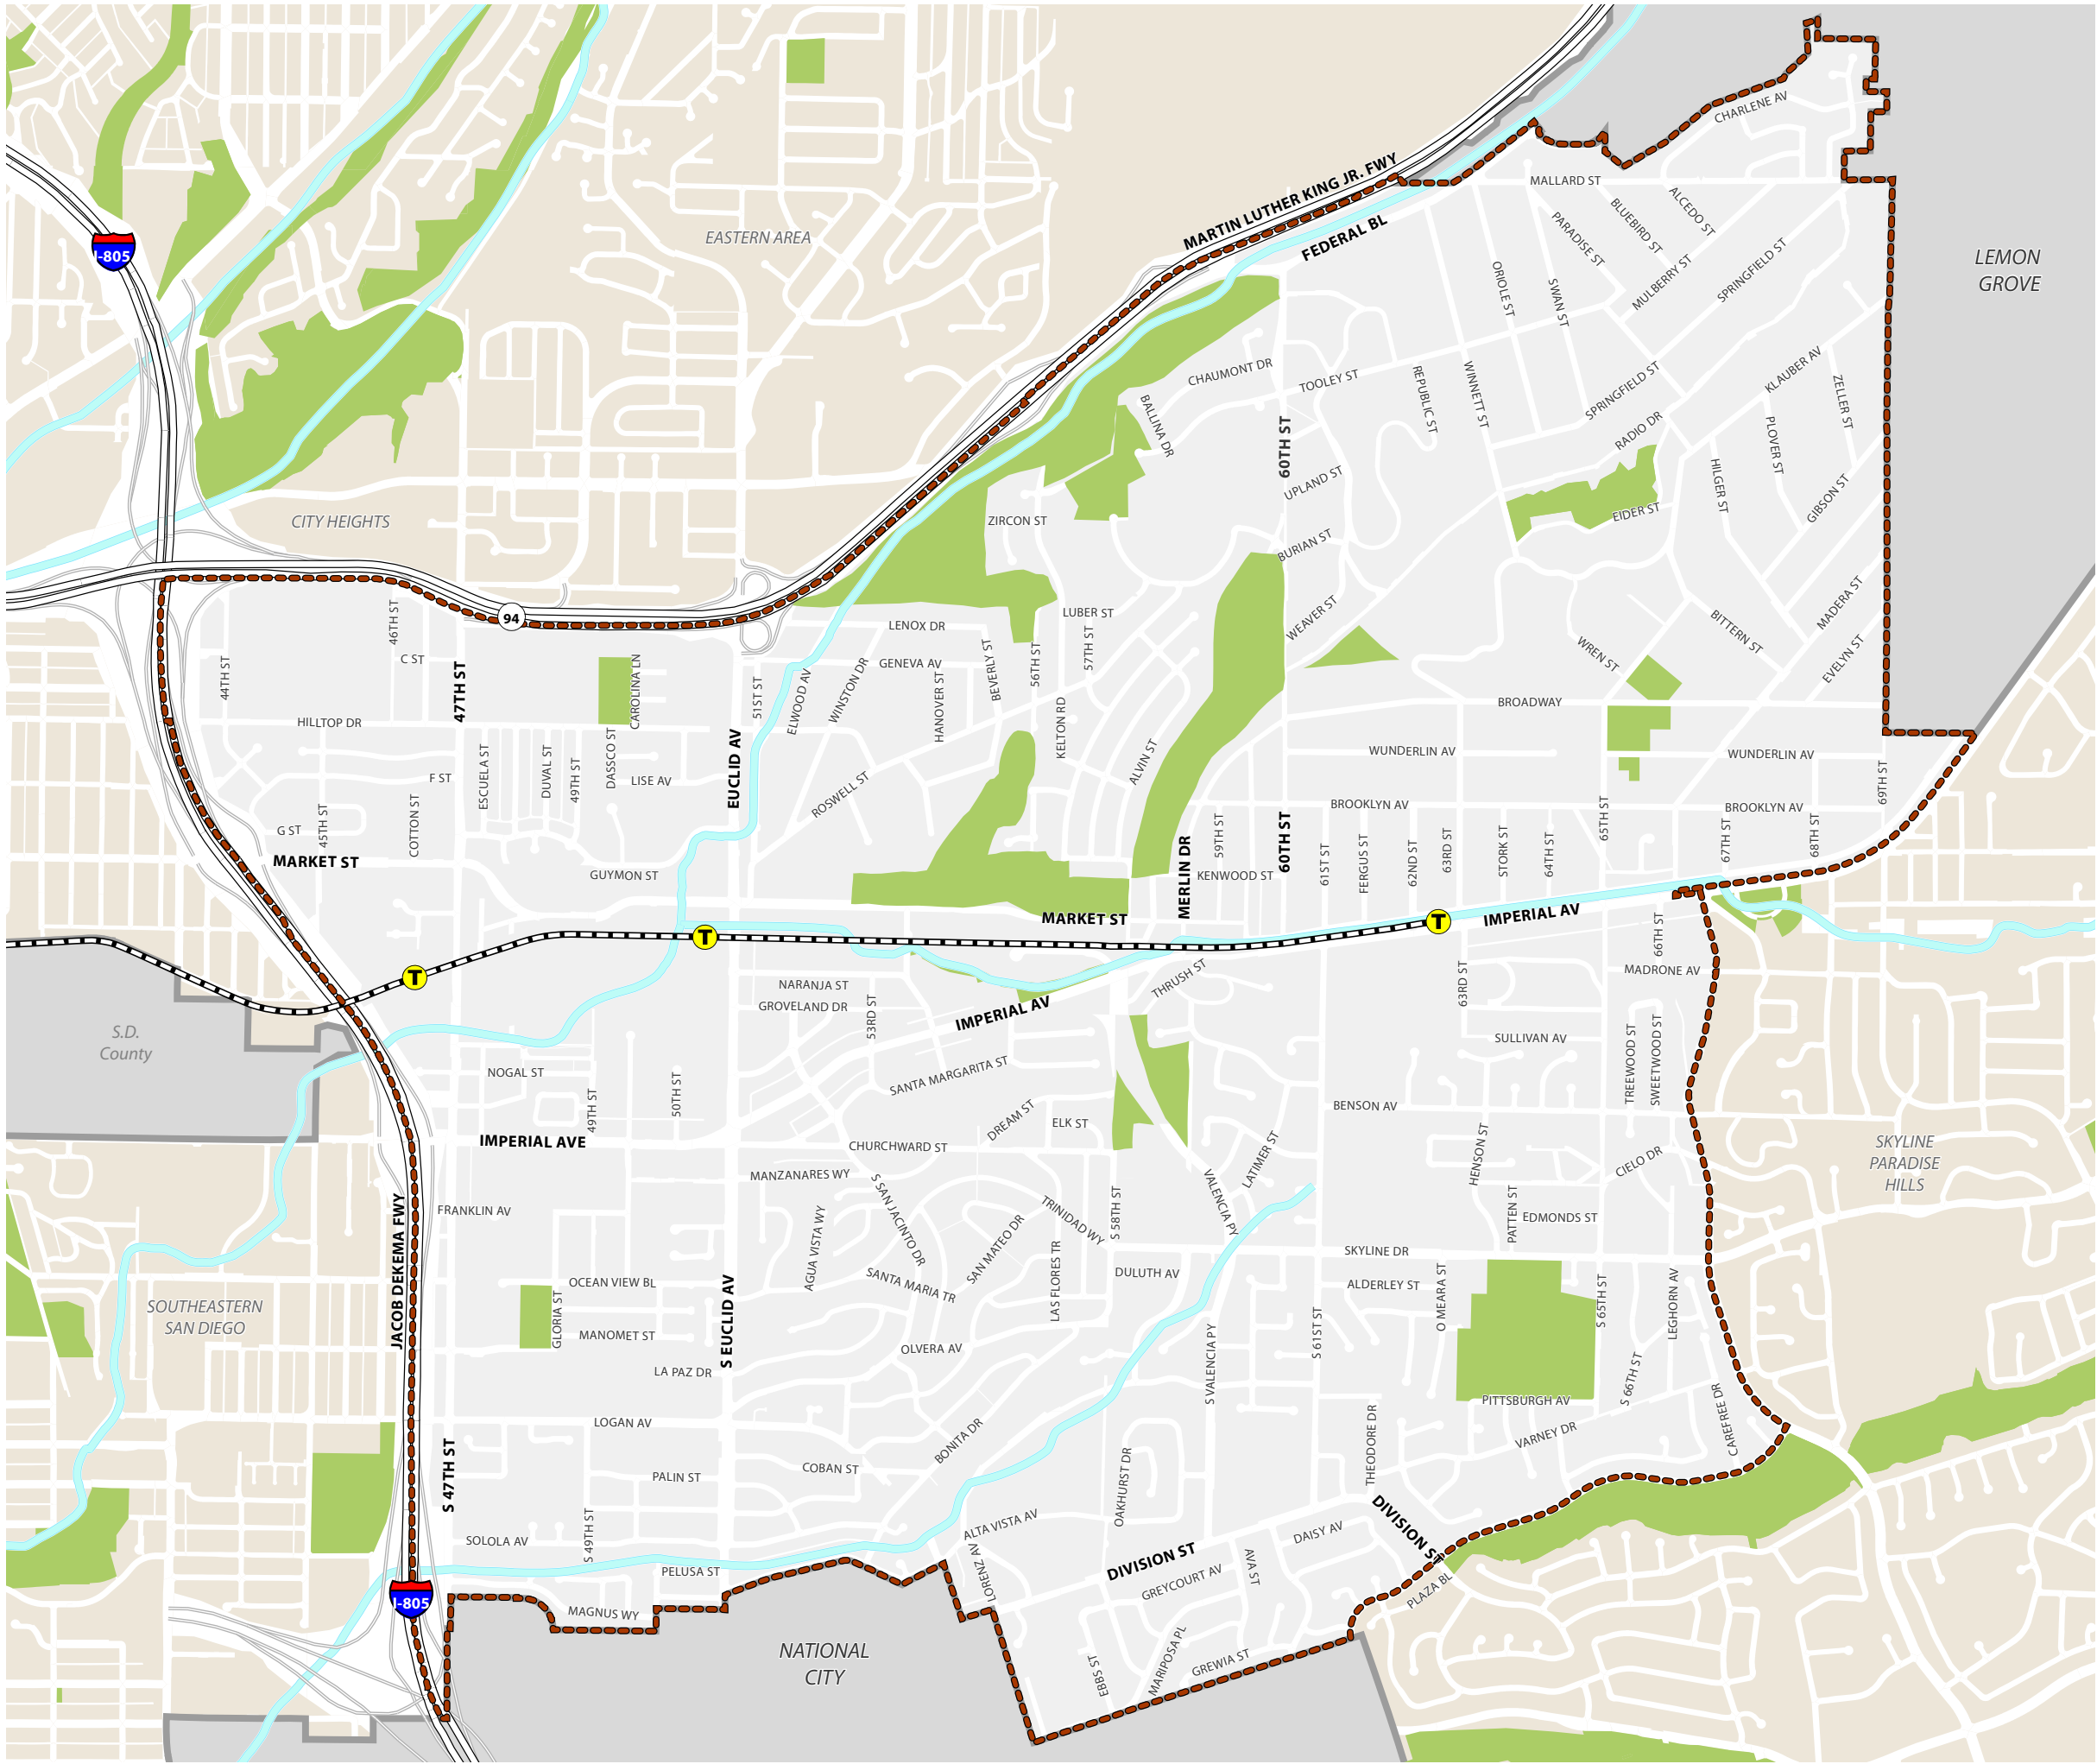 CHARLENE AV
MARTIN LUTHER KING JR. FWY
MALLARD ST
FEDERAL BL
PARADISE ST
BLUEBIRD ST
ALCEDO ST
EASTERN AREA
I-805
LEMON
GROVE
ORIOLE ST
SWAN ST
MULBERRY ST
SPRINGFIELD ST
CHAUMONT DR
TOOLEY ST
BALLINA DR
REPUBLIC ST
WINNETT ST
SPRINGFIELD ST
KLAUBER AV
ZELLER ST
60TH ST
RADIO DR
PLOVER ST
UPLAND ST
HILGER ST
GIBSON ST
CITY HEIGHTS
ZIRCON ST
EIDER ST
BURIAN ST
94
46TH ST
LENOX DR
LUBER ST
WEAVER ST
MADERA ST
BITTERN ST
C ST
44TH ST
47TH ST
CAROLINA LN
GENEVA AV
BEVERLY ST
56TH ST
57TH ST
WREN ST
EVELYN ST
51ST ST
ELWOOD AV
WINSTON DR
HANOVER ST
KELTON RD
BROADWAY
HILLTOP DR
EUCLID AV
ALVIN ST
WUNDERLIN AV
WUNDERLIN AV
F ST
ESCUELA ST
DUVAL ST
49TH ST
DASSCO ST
LISE AV
ROSWELL ST
69TH ST
BROOKLYN AV
BROOKLYN AV
G ST
45TH ST
COTTON ST
MARKET ST
GUYMON ST
MERLIN DR
59TH ST
60TH ST
KENWOOD ST
61ST ST
FERGUS ST
62ND ST
63RD ST
STORK ST
64TH ST
65TH ST
67TH ST
68TH ST
MARKET ST
IMPERIAL AV
T
T
T
66TH ST
MADRONE AV
NARANJA ST
GROVELAND DR
53RD ST
THRUSH ST
IMPERIAL AV
63RD ST
S.D.
County
SULLIVAN AV
TREEWOOD ST
SWEETWOOD ST
NOGAL ST
49TH ST
50TH ST
SANTA MARGARITA ST
BENSON AV
DREAM ST
ELK ST
IMPERIAL AVE
CHURCHWARD ST
SKYLINE
PARADISE
HILLS
HENSON ST
CIELO DR
LATIMER ST
MANZANARES WY
VALENCIA PY
S SAN JACINTO DR
FRANKLIN AV
JACOB DEKEMA FWY
AGUA VISTA WY
TRINIDAD WY
S 58TH ST
PATTEN ST
EDMONDS ST
SAN MATEO DR
LAS FLORES TR
SKYLINE DR
OCEAN VIEW BL
SANTA MARIA TR
DULUTH AV
ALDERLEY ST
O MEARA ST
S 65TH ST
LEGHORN AV
SOUTHEASTERN
SAN DIEGO
GLORIA ST
MANOMET ST
S EUCLID AV
OLVERA AV
S VALENCIA PY
S 61ST ST
LA PAZ DR
S 66TH ST
PITTSBURGH AV
CAREFREE DR
LOGAN AV
BONITA DR
VARNEY DR
THEODORE DR
S 47TH ST
PALIN ST
COBAN ST
OAKHURST DR
DIVISION ST
ALTA VISTA AV
SOLOLA AV
S 49TH ST
DAISY AV
PELUSA ST
LORENZ AV
DIVISION ST
GREYCOURT AV
AVA ST
PLAZA BL
I-805
MAGNUS WY
NATIONAL
CITY
EBBS ST
MARIPOSA PL
GREWIA ST